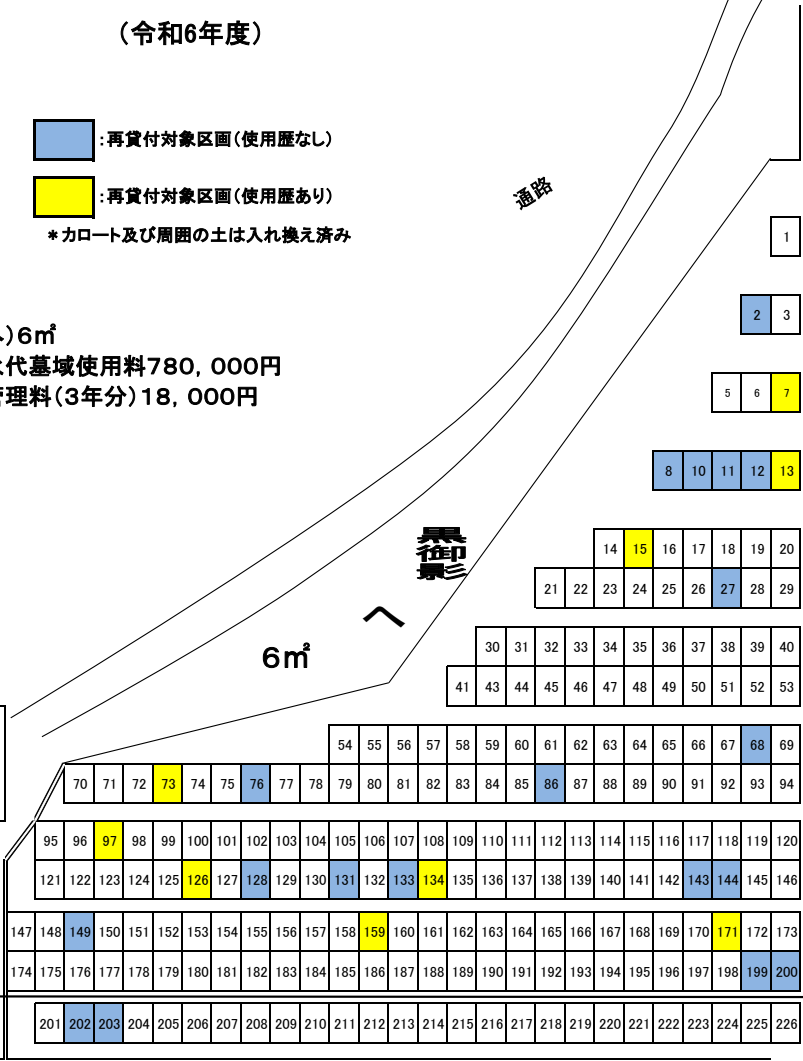 （令和6年度）
：再貸付対象区画（使用歴なし）
：再貸付対象区画（使用歴あり）
＊カロート及び周囲の土は入れ換え済み
通路
）6㎡
代墓域使用料780，000円
理料（3年分）18，000円
黒御影
へ
6㎡
1
2 3
5 6 7
8 10 11 12 13
14 15 16 17 18 19 20
21 22 23 24 25 26 27 28 29
30 31 32 33 34 35 36 37 38 39 40
41 43 44 45 46 47 48 49 50 51 52 53
54 55 56 57 58 59 60 61 62 63 64 65 66 67 68 69
70 71 72 73 74 75 76 77 78 79 80 81 82 83 84 85 86 87 88 89 90 91 92 93 94
95 96 97 98 99 100 101 102 103 104 105 106 107 108 109 110 111 112 113 114 115 116 117 118 119 120
121 122 123 124 125 126 127 128 129 130 131 132 133 134 135 136 137 138 139 140 141 142 143 144 145 146
147 148 149 150 151 152 153 154 155 156 157 158 159 160 161 162 163 164 165 166 167 168 169 170 171 172 173
174 175 176 177 178 179 180 181 182 183 184 185 186 187 188 189 190 191 192 193 194 195 196 197 198 199 200
201 202 203 204 205 206 207 208 209 210 211 212 213 214 215 216 217 218 219 220 221 222 223 224 225 226